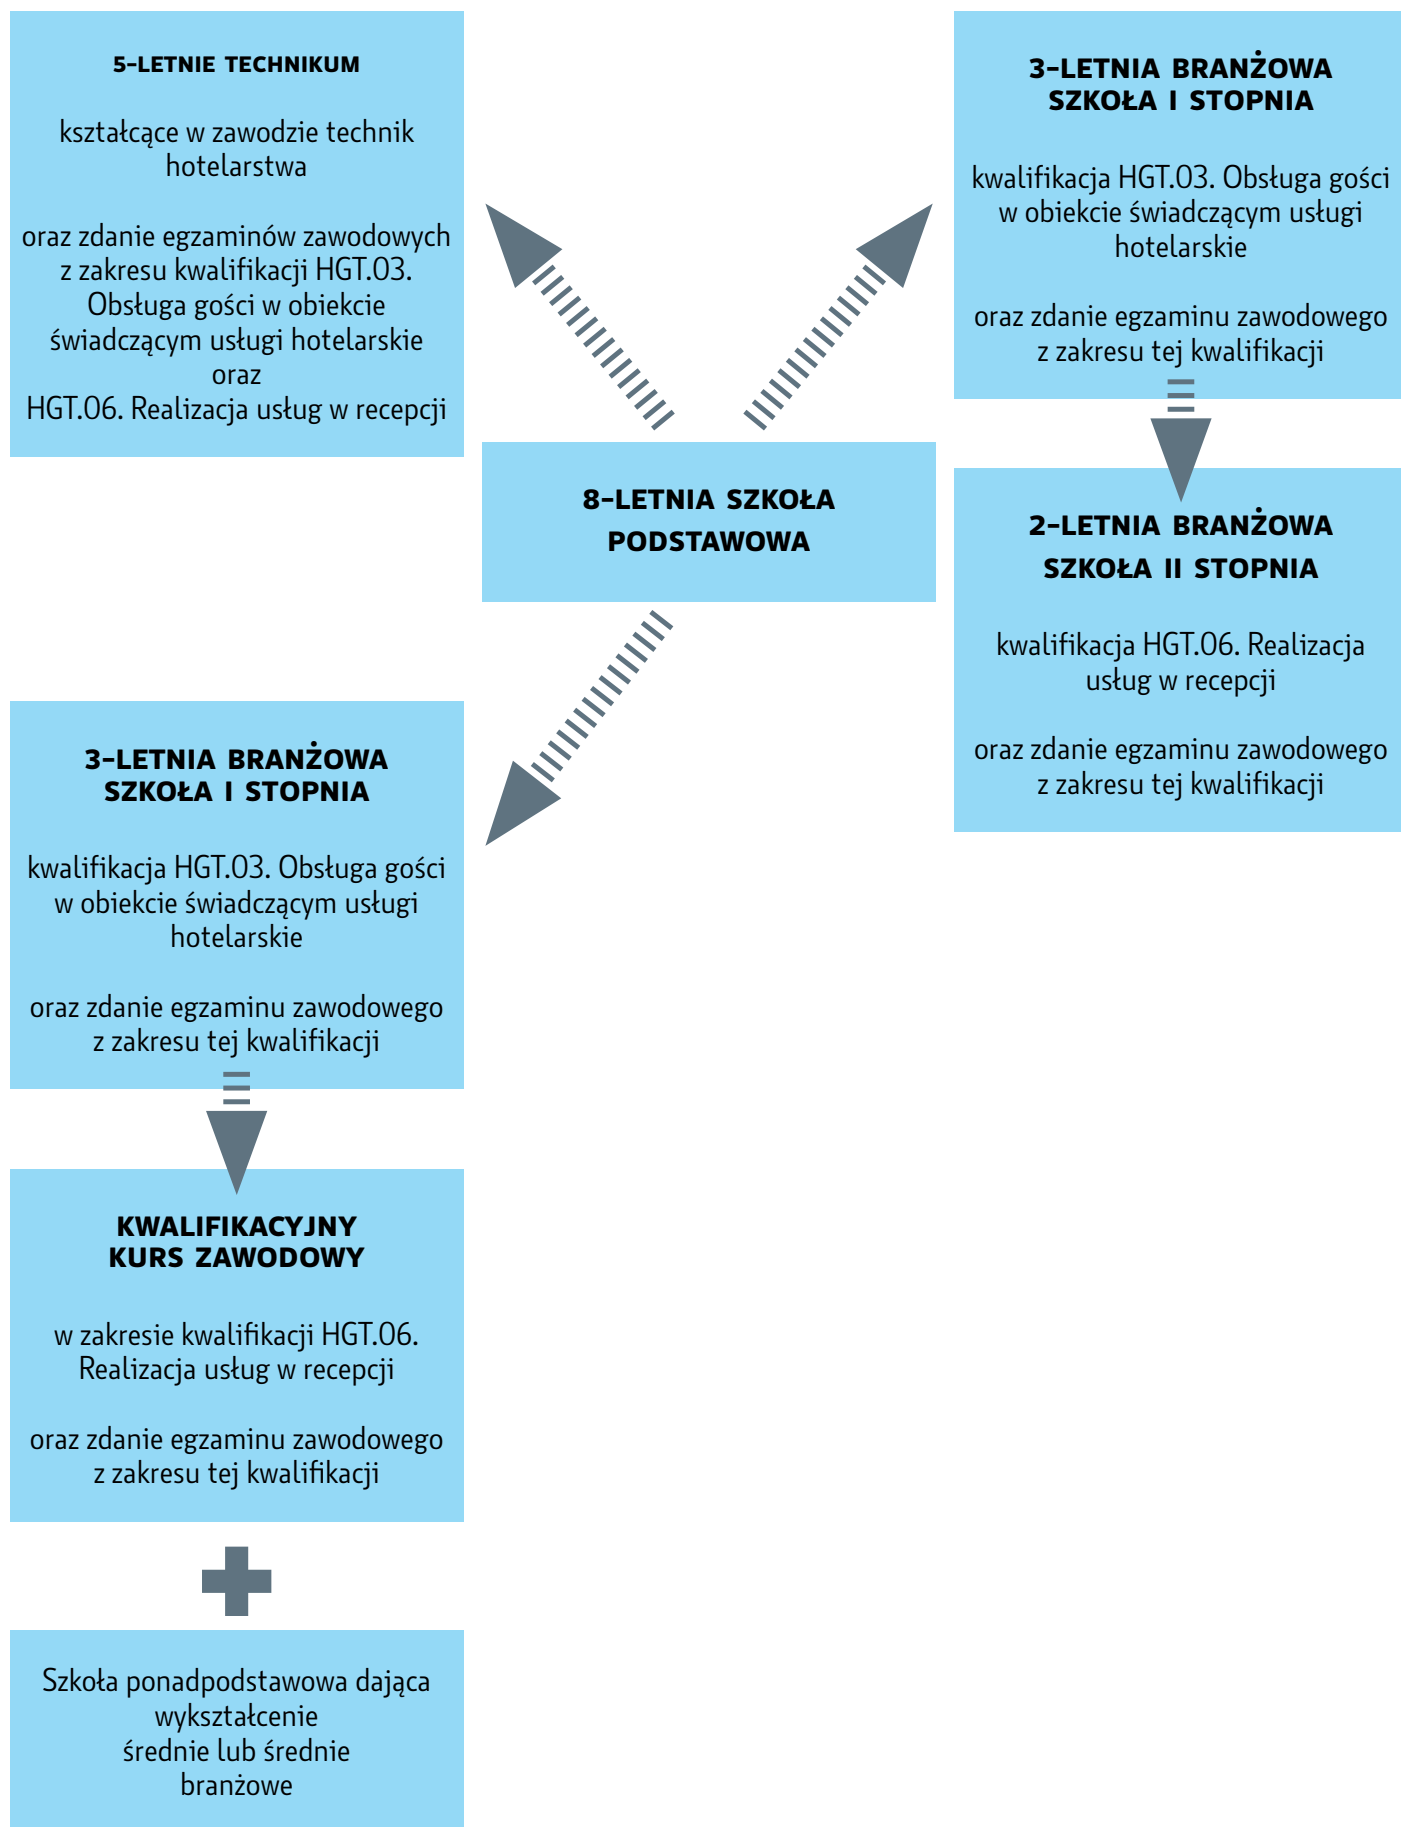 5-LETNIE TECHNIKUM
kształcące w zawodzie technik
hotelarstwa
oraz zdanie egzaminów zawodowych
z zakresu kwalifikacji HGT.03.
Obsługa gości w obiekcie
świadczącym usługi hotelarskie
oraz
HGT.06. Realizacja usług w recepcji
3-LETNIA BRANŻOWA
SZKOŁA I STOPNIA
kwalifikacja HGT.03. Obsługa gości
w obiekcie świadczącym usługi
hotelarskie
oraz zdanie egzaminu zawodowego
z zakresu tej kwalifikacji
8-LETNIA SZKOŁA
PODSTAWOWA
2-LETNIA BRANŻOWA
SZKOŁA II STOPNIA
kwalifikacja HGT.06. Realizacja
usług w recepcji
oraz zdanie egzaminu zawodowego
z zakresu tej kwalifikacji
3-LETNIA BRANŻOWA
SZKOŁA I STOPNIA
kwalifikacja HGT.03. Obsługa gości
w obiekcie świadczącym usługi
hotelarskie
oraz zdanie egzaminu zawodowego
z zakresu tej kwalifikacji
KWALIFIKACYJNY
KURS ZAWODOWY
w zakresie kwalifikacji HGT.06.
Realizacja usług w recepcji
oraz zdanie egzaminu zawodowego
z zakresu tej kwalifikacji
Szkoła ponadpodstawowa dająca
wykształcenie
średnie lub średnie
branżowe